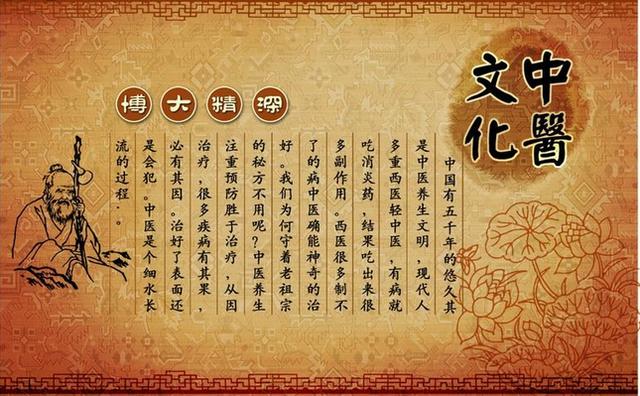 中醫
文化
博大精深
中国有五千年的悠久其
是中医养生文明，现代人
多重西医轻中医，有病就
吃消炎药，结果吃出来很
多副作用。西医很多制不
了的病中医确能神奇的治
好。我们为何守着老祖宗
的秘方不用呢？中医养生
注重预防胜于治疗，从因
治疗，很多疾病有其果，
必有其因。治好了表面还
是会犯。中医是个细水长
流的过程．。